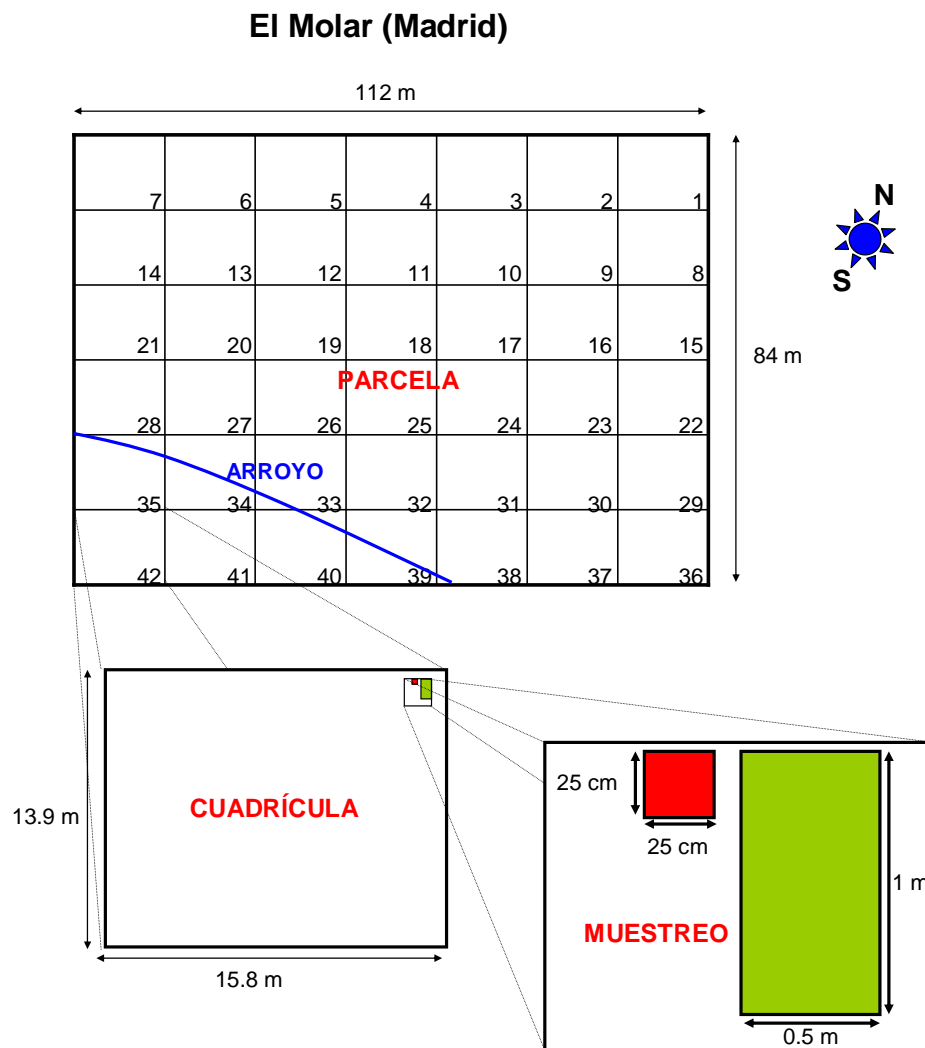 El Molar (Madrid)
112 m
N
S
7 6 5 4 3 2 1
14 13 12 11 10 9 8
21 20 19 18 17 16 15
84 m
PARCELA
28 27 26 25 24 23 22
ARROYO
35 34 33 32 31 30 29
42 41 40 39 38 37 36
13.9 m
CUADRÍCULA
15.8 m
25 cm
25 cm
1 m
MUESTREO
0.5 m